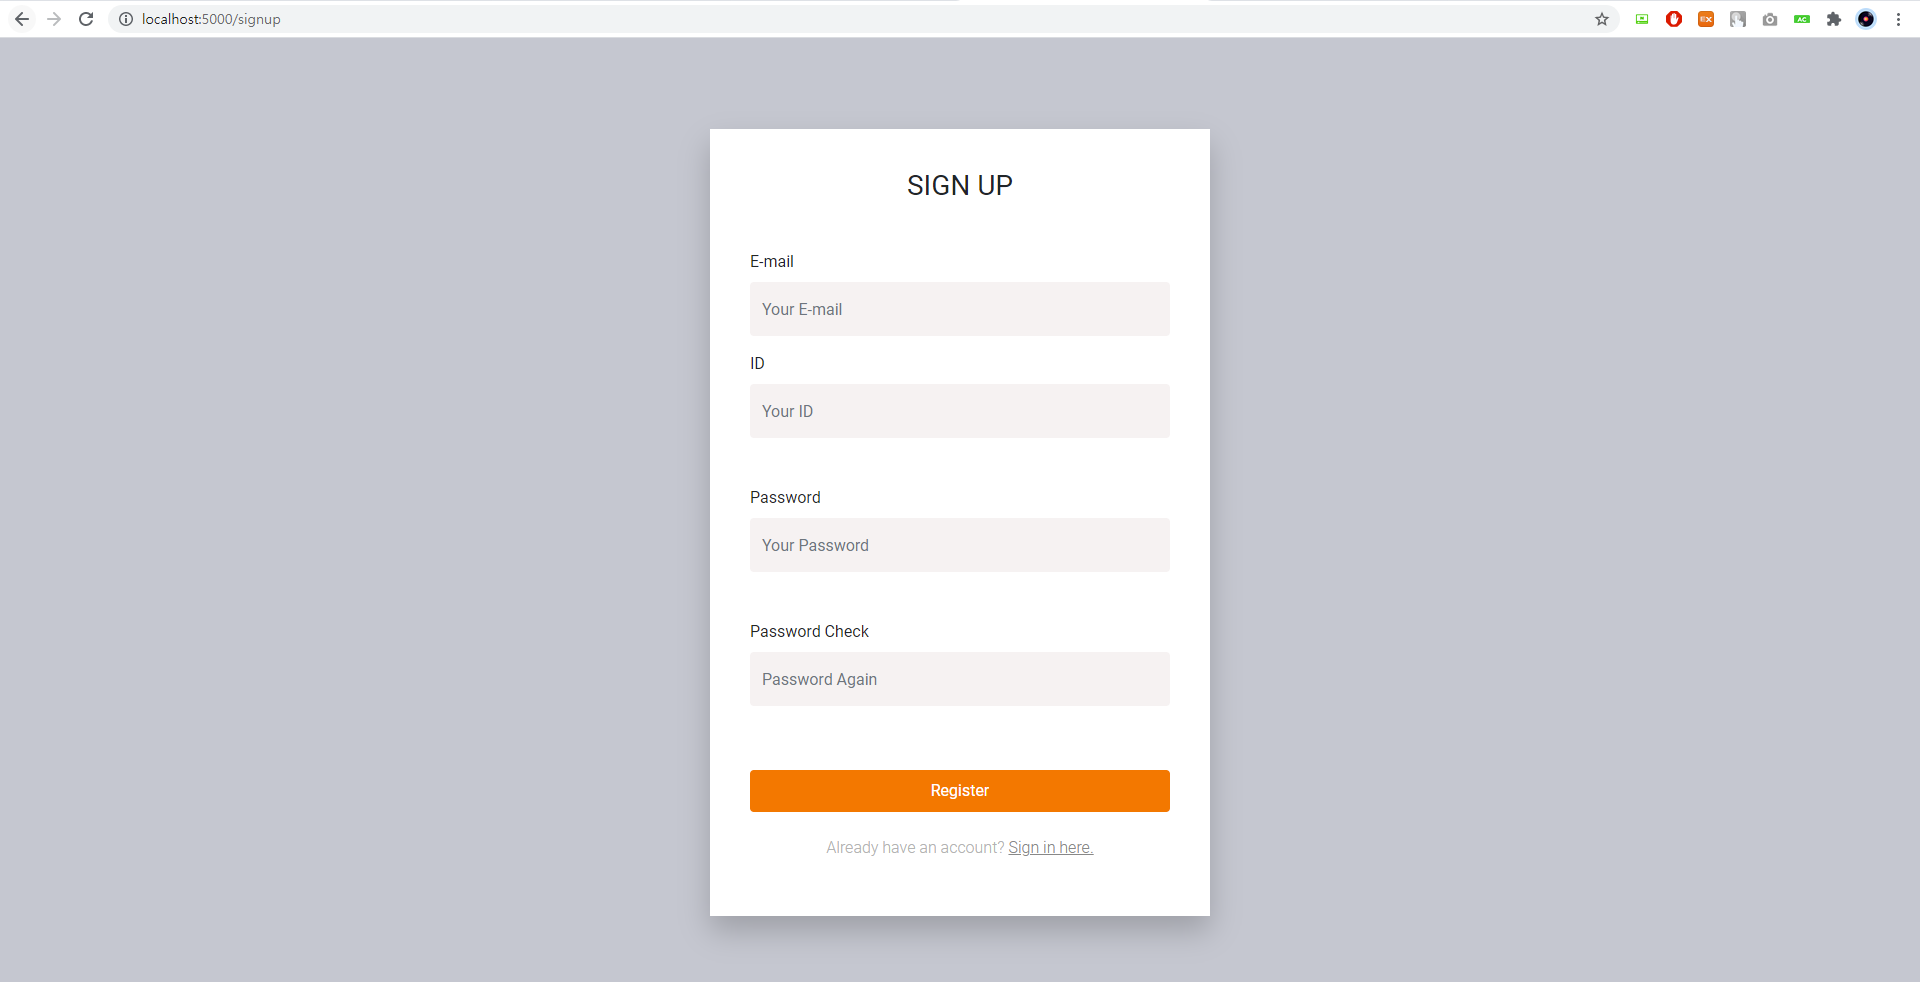 localhost:5000/signup
AC
SIGN UP
E-mail
Your E-mail
ID
Your ID
Password
Your Password
Password Check
Password Again
Register
Already have an account? Sign in here.